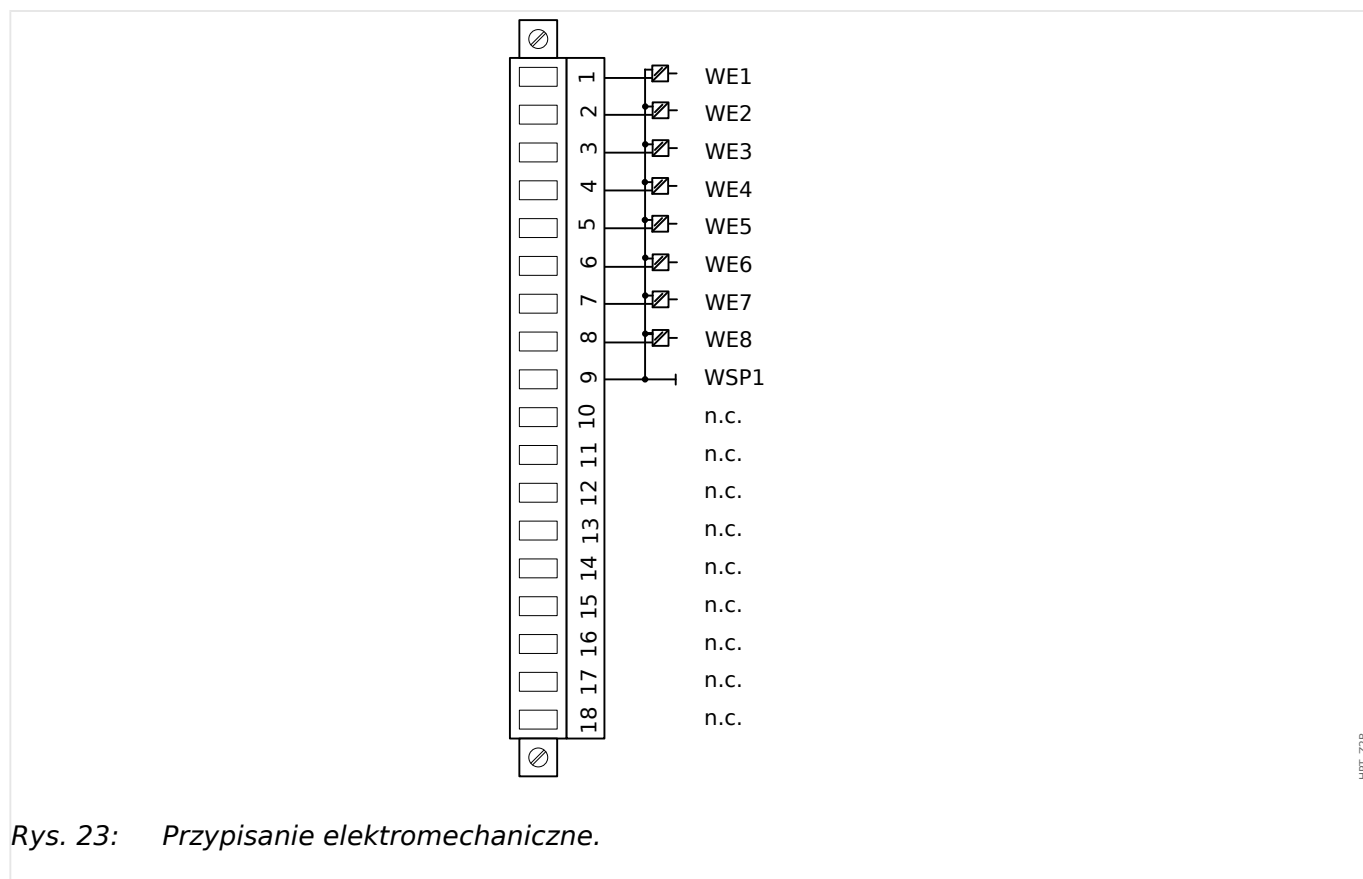 1 WE1
2 WE2
3 WE3
4 WE4
5 WE5
6 WE6
7 WE7
8 WE8
9 WSP1
10 n.c.
11 n.c.
12 n.c.
13 n.c.
14 n.c.
15 n.c.
16 n.c.
17 n.c.
18 n.c.
Rys. 23: Przypisanie elektromechaniczne.